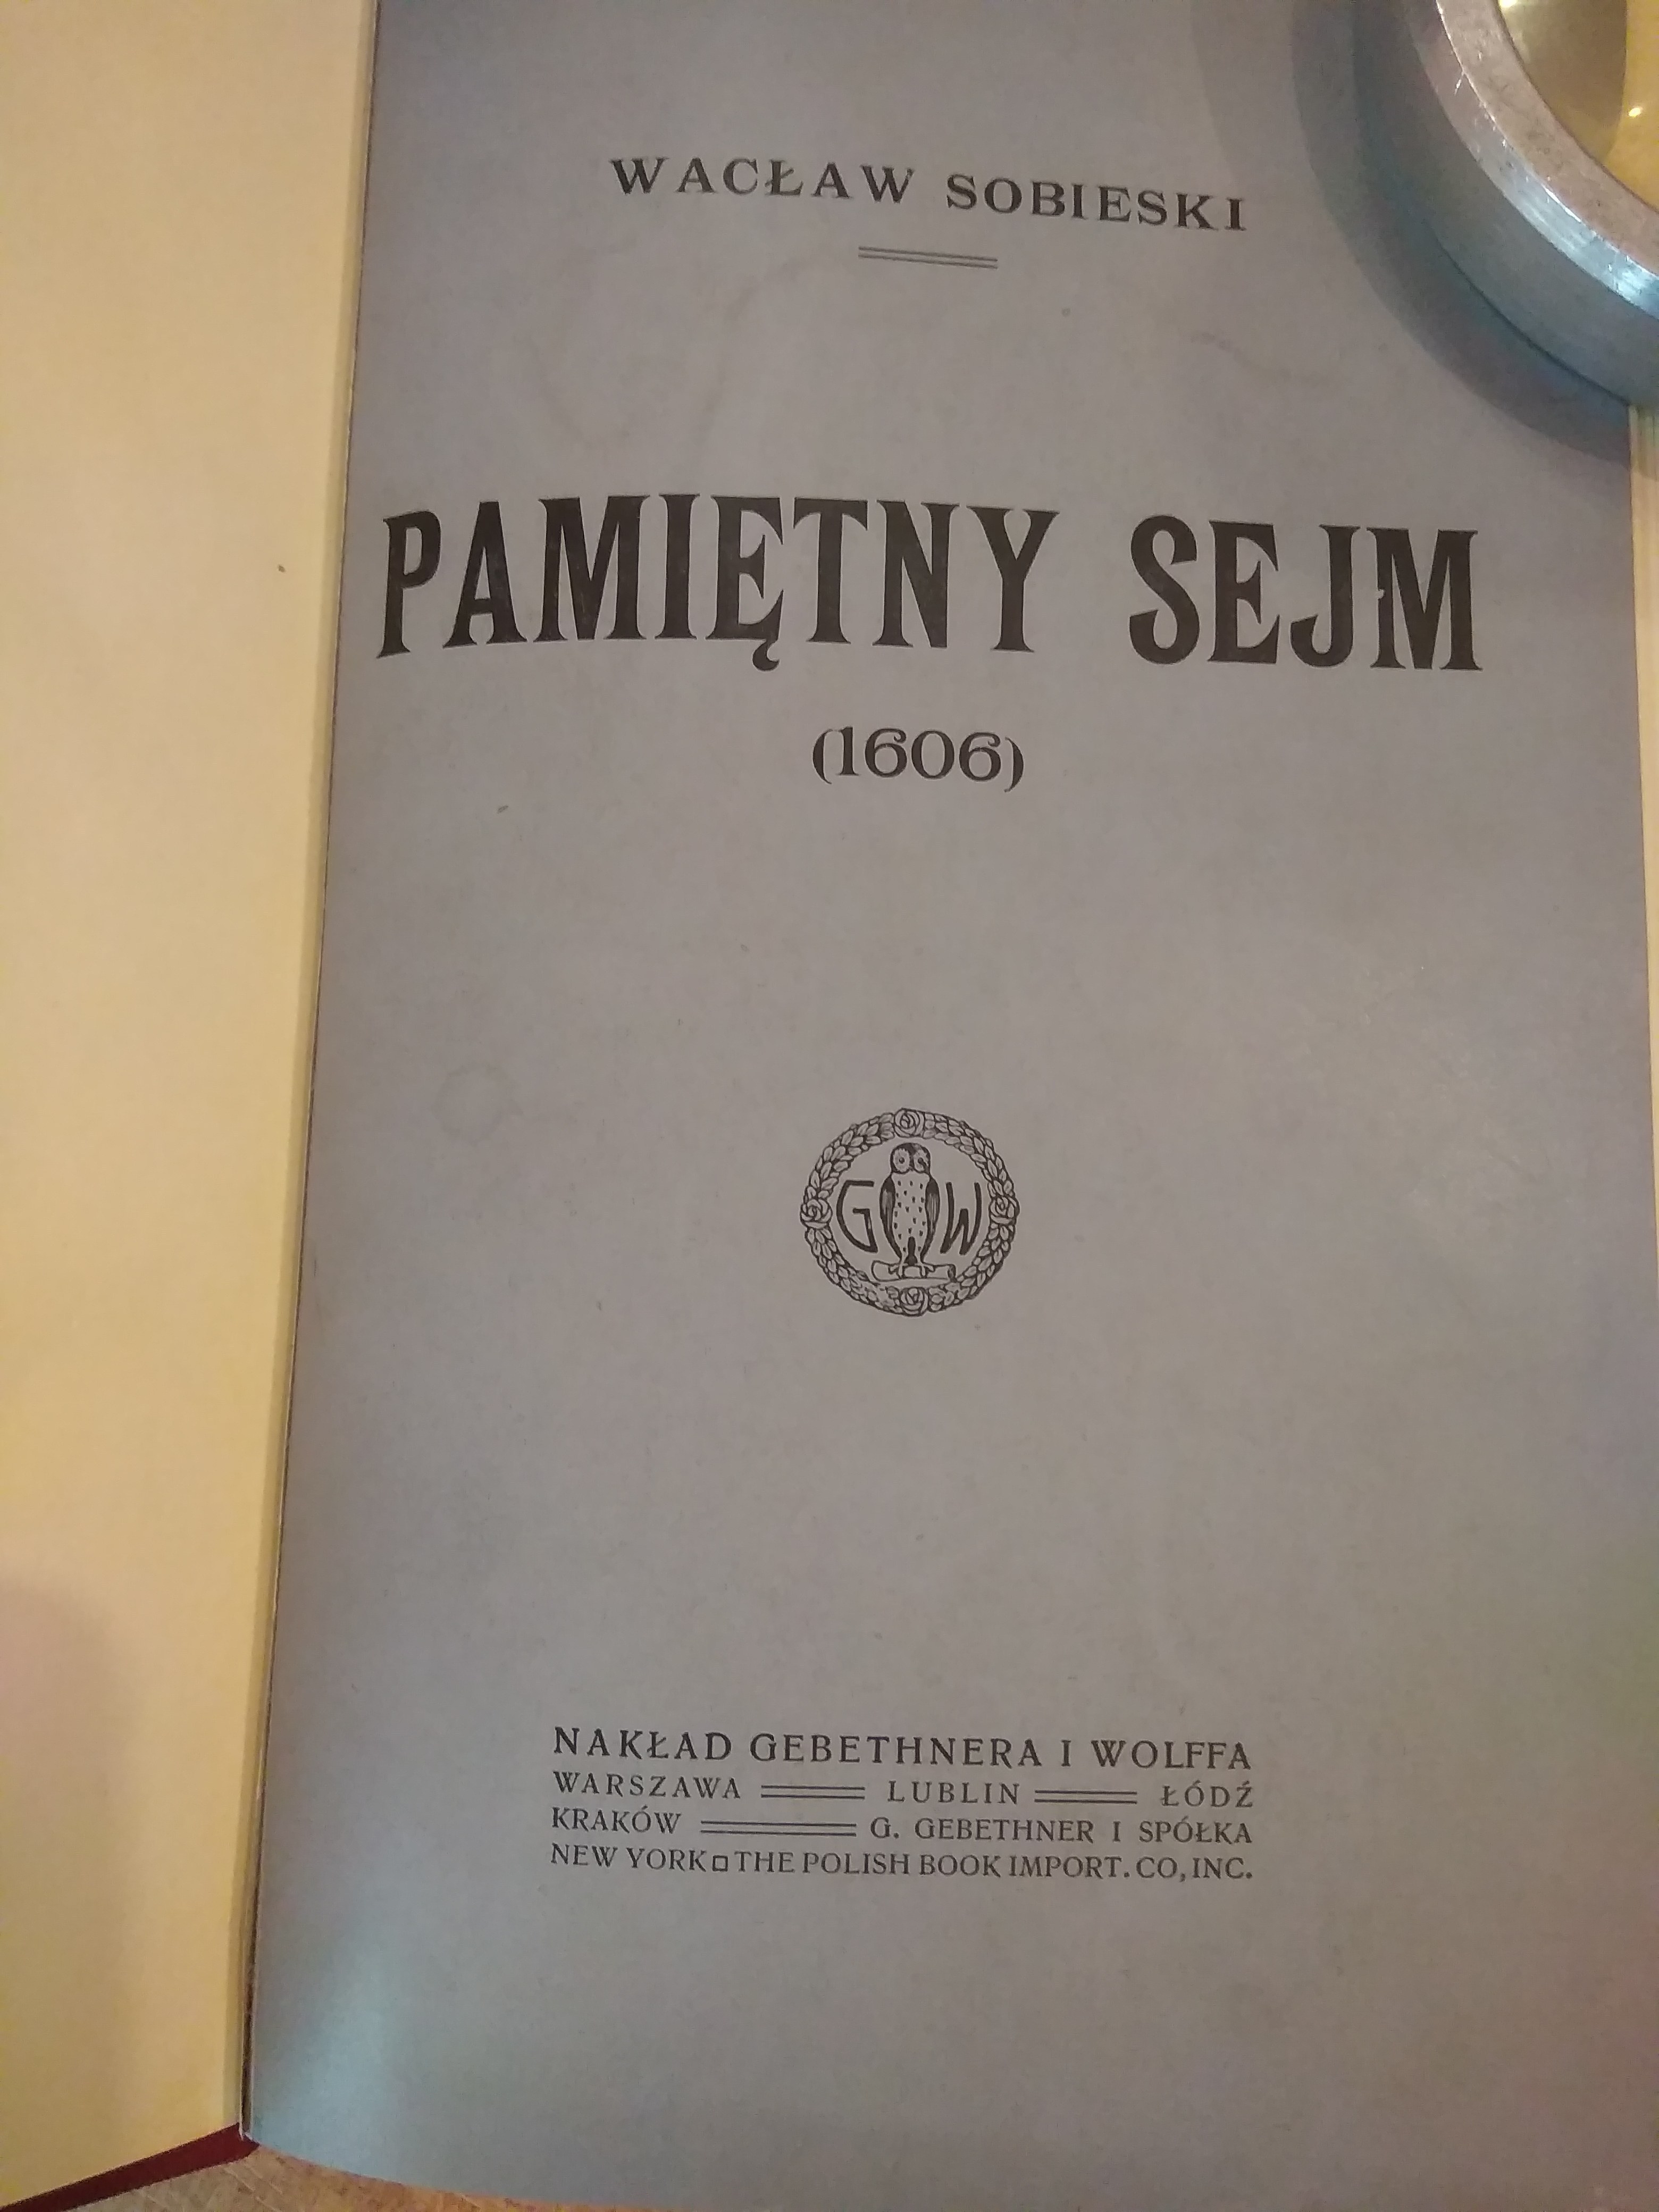 WACŁAW SOBIESKI
PAMIĘTNY SEJM
(1606)
G W
NAKŁAD GEBETHNERA I WOLFFA
WARSZAWA LUBLIN ŁÓDŹ
KRAKÓW G. GEBETHNER I SPÓŁKA
NEW YORK THE POLISH BOOK IMPORT. CO, INC.